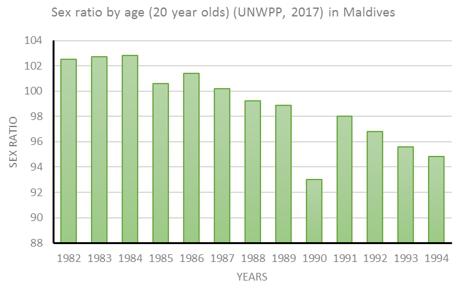 Sex ratio by age (20 year olds) (UNWPP, 2017) in Maldives
104
102
100
98
96
94
92
90
88
SEX RATIO
1982 1983 1984 1985 1986 1987 1988 1989 1990 1991 1992 1993 1994
YEARS